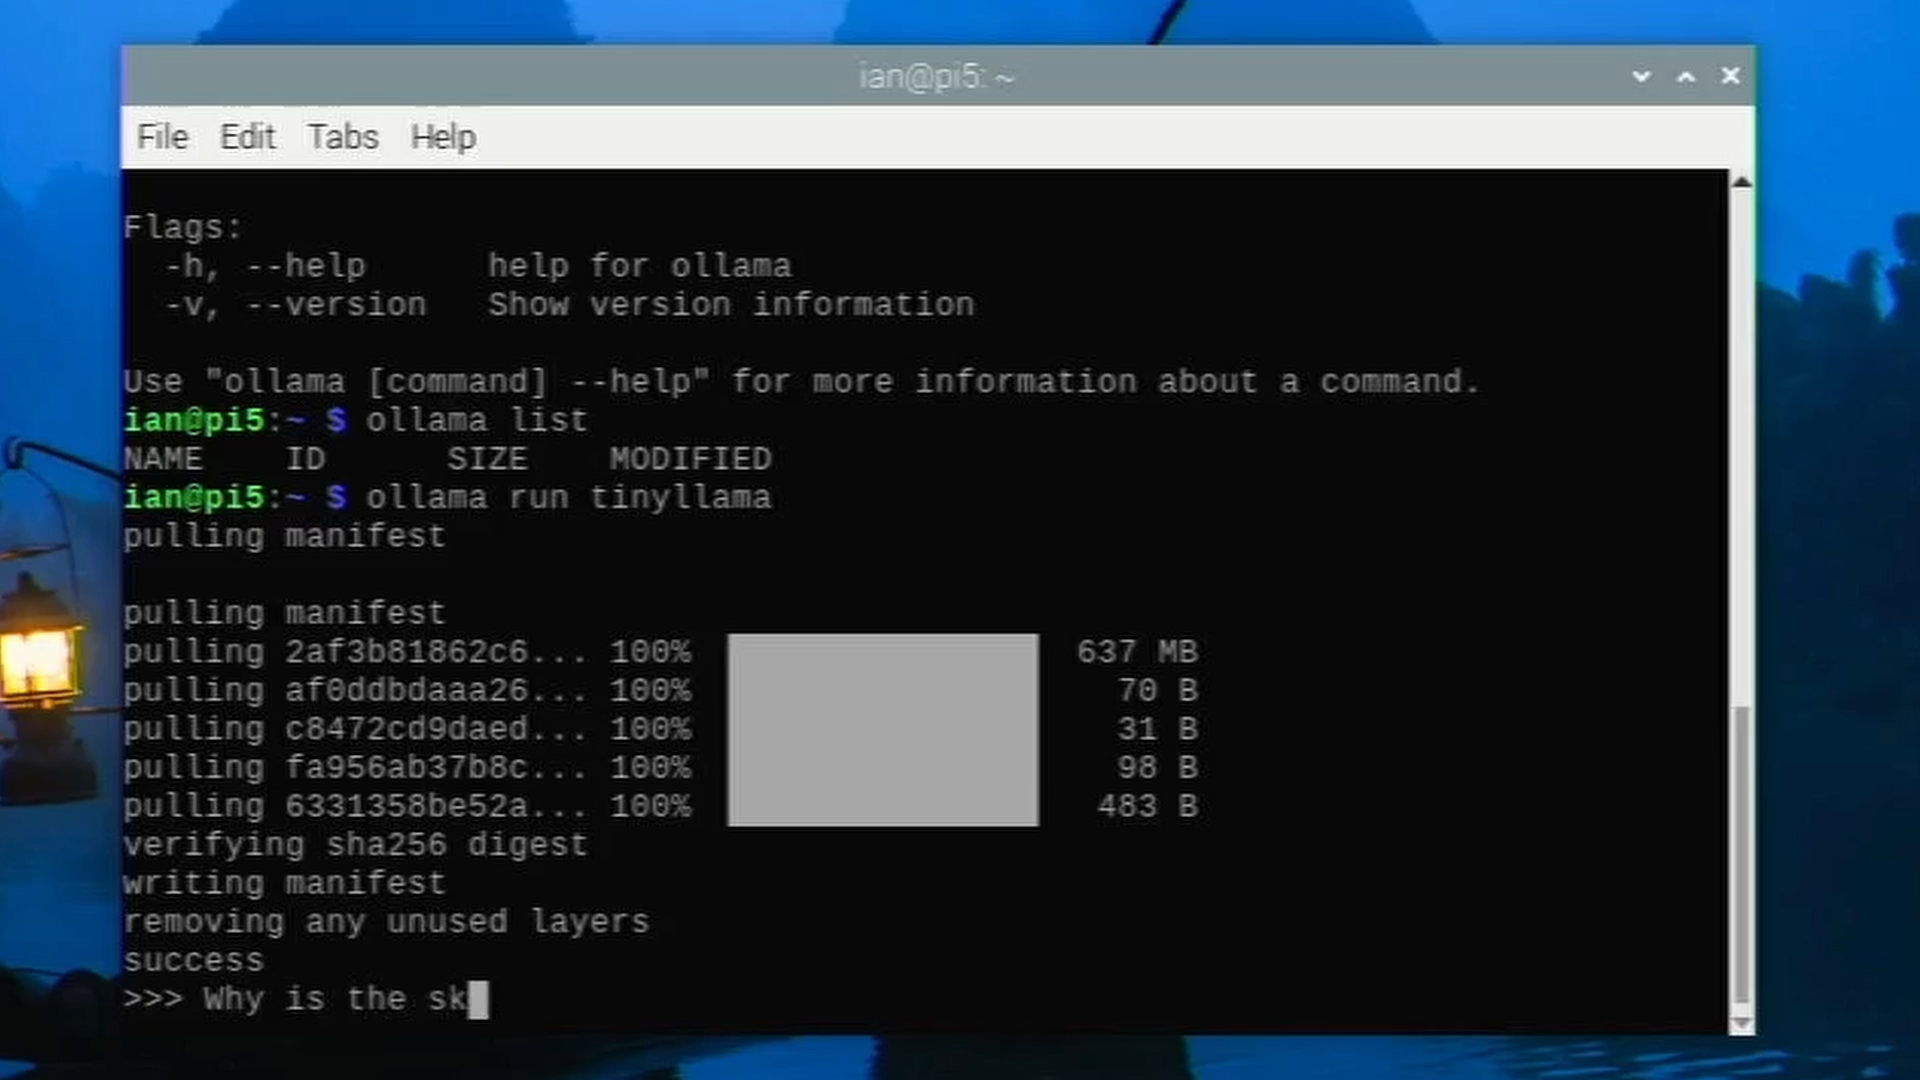 ian@pi5: ~
File Edit Tabs Help
Flags:
-h, --help help for ollama
-v, --version Show version information
Use "ollama [command] --help" for more information about a command.
ian@pi5:~ $ ollama list
NAME ID SIZE MODIFIED
ian@pi5:~ $ ollama run tinyllama
pulling manifest
pulling manifest
pulling 2af3b81862c6... 100% 637 MB
pulling af0ddbdaaa26... 100% 70 B
pulling c8472cd9daed... 100% 31 B
pulling fa956ab37b8c... 100% 98 B
pulling 6331358be52a... 100% 483 B
verifying sha256 digest
writing manifest
removing any unused layers
success
>>> Why is the sk